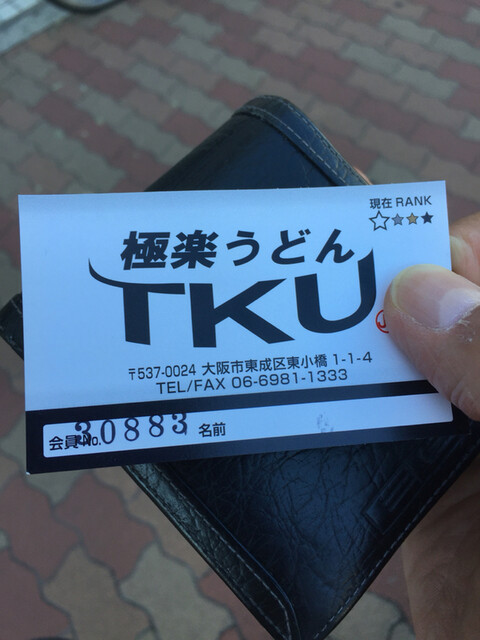 現在 RANK
☆★★★
極楽うどん
TKU
〒537-0024 大阪市東成区東小橋 1-1-4
TEL/FAX 06-6981-1333
会員No. 30883 名前